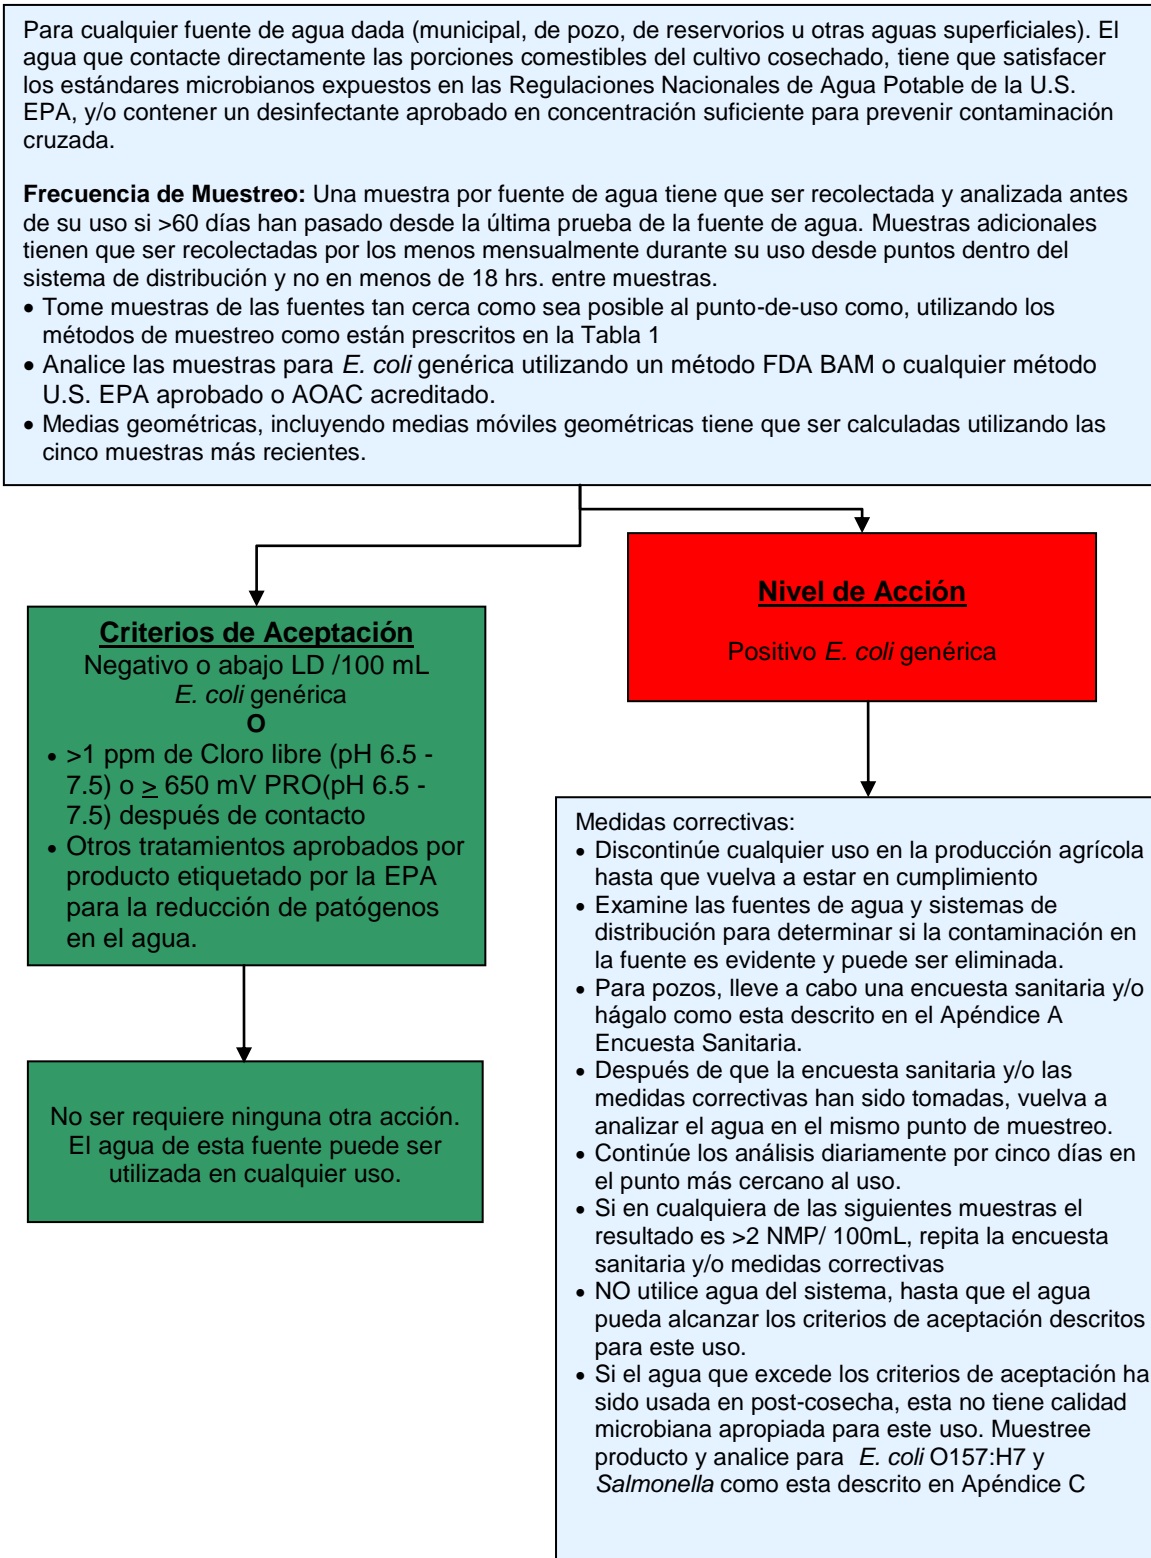 Para cualquier fuente de agua dada (municipal, de pozo, de reservorios u otras aguas superficiales). El
agua que contacte directamente las porciones comestibles del cultivo cosechado, tiene que satisfacer
los estándares microbianos expuestos en las Regulaciones Nacionales de Agua Potable de la U.S.
EPA, y/o contener un desinfectante aprobado en concentración suficiente para prevenir contaminación
cruzada.
Frecuencia de Muestreo: Una muestra por fuente de agua tiene que ser recolectada y analizada antes
de su uso si >60 días han pasado desde la última prueba de la fuente de agua. Muestras adicionales
tienen que ser recolectadas por los menos mensualmente durante su uso desde puntos dentro del
sistema de distribución y no en menos de 18 hrs. entre muestras.
• Tome muestras de las fuentes tan cerca como sea posible al punto-de-uso como, utilizando los
métodos de muestreo como están prescritos en la Tabla 1
• Analice las muestras para E. coli genérica utilizando un método FDA BAM o cualquier método
U.S. EPA aprobado o AOAC acreditado.
• Medias geométricas, incluyendo medias móviles geométricas tiene que ser calculadas utilizando las
cinco muestras más recientes.
Criterios de Aceptación
Negativo o abajo LD /100 mL
E. coli genérica
O
• >1 ppm de Cloro libre (pH 6.5 -
7.5) o ≥ 650 mV PRO(pH 6.5 -
7.5) después de contacto
• Otros tratamientos aprobados por
producto etiquetado por la EPA
para la reducción de patógenos
en el agua.
No ser requiere ninguna otra acción.
El agua de esta fuente puede ser
utilizada en cualquier uso.
Nivel de Acción
Positivo E. coli genérica
Medidas correctivas:
• Discontinúe cualquier uso en la producción agrícola
hasta que vuelva a estar en cumplimiento
• Examine las fuentes de agua y sistemas de
distribución para determinar si la contaminación en
la fuente es evidente y puede ser eliminada.
• Para pozos, lleve a cabo una encuesta sanitaria y/o
hágalo como esta descrito en el Apéndice A
Encuesta Sanitaria.
• Después de que la encuesta sanitaria y/o las
medidas correctivas han sido tomadas, vuelva a
analizar el agua en el mismo punto de muestreo.
• Continúe los análisis diariamente por cinco días en
el punto más cercano al uso.
• Si en cualquiera de las siguientes muestras el
resultado es >2 NMP/ 100mL, repita la encuesta
sanitaria y/o medidas correctivas
• NO utilice agua del sistema, hasta que el agua
pueda alcanzar los criterios de aceptación descritos
para este uso.
• Si el agua que excede los criterios de aceptación ha
sido usada en post-cosecha, esta no tiene calidad
microbiana apropiada para este uso. Muestree
producto y analice para E. coli O157:H7 y
Salmonella como esta descrito en Apéndice C